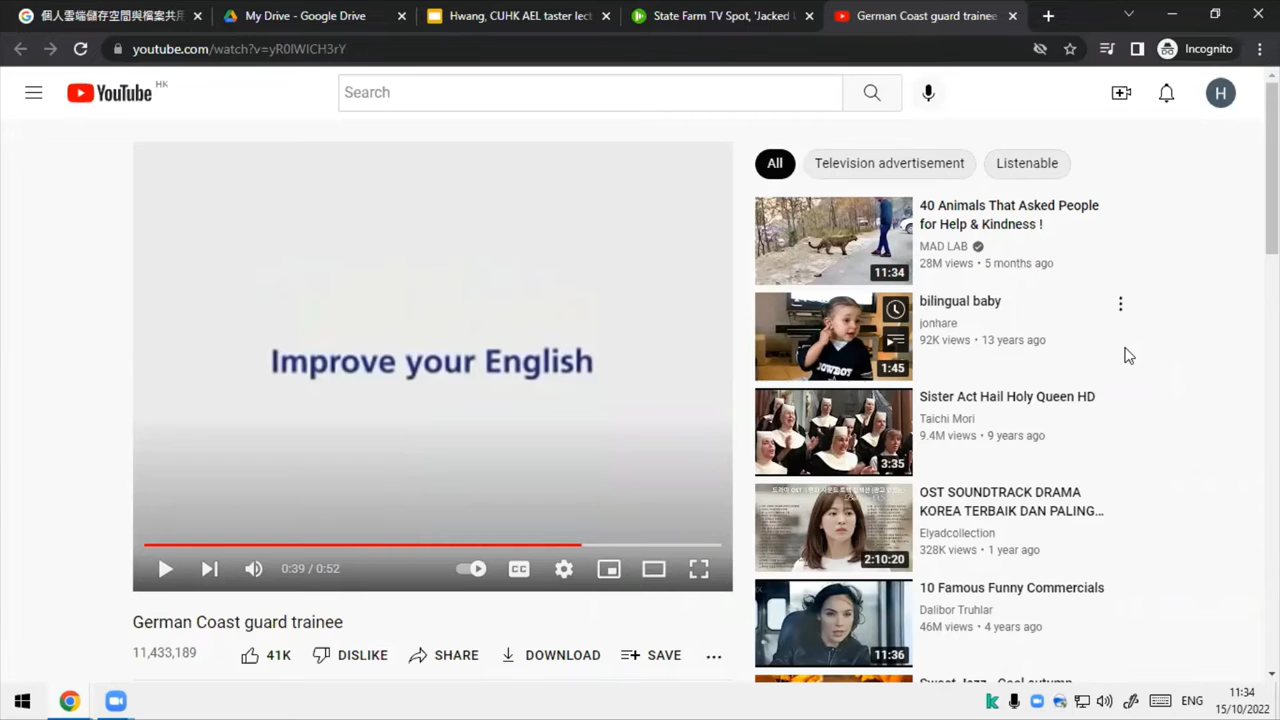 個人雲端儲存空間與檔案共用
My Drive - Google Drive
Hwang, CUHK AEL taster lect
State Farm TV Spot, 'Jacked U
German Coast guard trainee
youtube.com/watch?v=yR0lWICH3rY
Incognito
YouTube HK
Search
H
All
Television advertisement
Listenable
Improve your English
0:39 / 0:52
CC
German Coast guard trainee
11,433,189
41K
DISLIKE
SHARE
DOWNLOAD
SAVE
11:34
40 Animals That Asked People
for Help & Kindness !
MAD LAB
28M views • 5 months ago
COWBOY
1:45
bilingual baby
jonhare
92K views • 13 years ago
3:35
Sister Act Hail Holy Queen HD
Taichi Mori
9.4M views • 9 years ago
2:10:20
OST SOUNDTRACK DRAMA
KOREA TERBAIK DAN PALING...
Elyadcollection
328K views • 1 year ago
11:36
10 Famous Funny Commercials
Dalibor Truhlar
46M views • 4 years ago
ENG
11:34
15/10/2022